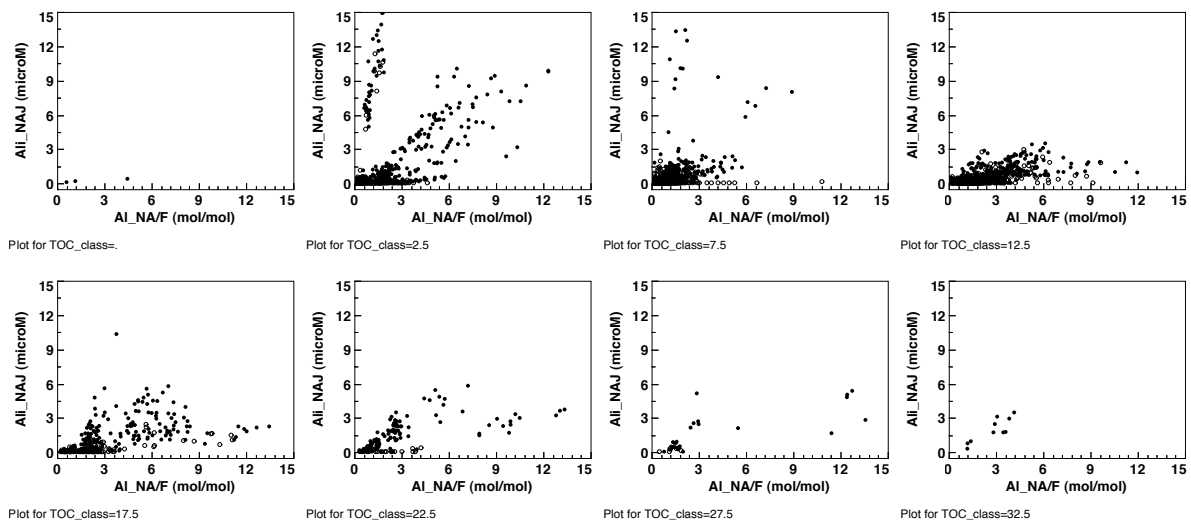 15 15 15 15
12 12 12 12
9 9 9 9
6 6 6 6
3 3 3 3
0 0 0 0
Ali_NAJ (microM) Ali_NAJ (microM) Ali_NAJ (microM) Ali_NAJ (microM)
0 3 6 9 12 15 0 3 6 9 12 15 0 3 6 9 12 15 0 3 6 9 12 15
Al_NA/F (mol/mol) Al_NA/F (mol/mol) Al_NA/F (mol/mol) Al_NA/F (mol/mol)
Plot for TOC_class=. Plot for TOC_class=2.5 Plot for TOC_class=7.5 Plot for TOC_class=12.5
15 15 15 15
12 12 12 12
9 9 9 9
6 6 6 6
3 3 3 3
0 0 0 0
Ali_NAJ (microM) Ali_NAJ (microM) Ali_NAJ (microM) Ali_NAJ (microM)
0 3 6 9 12 15 0 3 6 9 12 15 0 3 6 9 12 15 0 3 6 9 12 15
Al_NA/F (mol/mol) Al_NA/F (mol/mol) Al_NA/F (mol/mol) Al_NA/F (mol/mol)
Plot for TOC_class=17.5 Plot for TOC_class=22.5 Plot for TOC_class=27.5 Plot for TOC_class=32.5